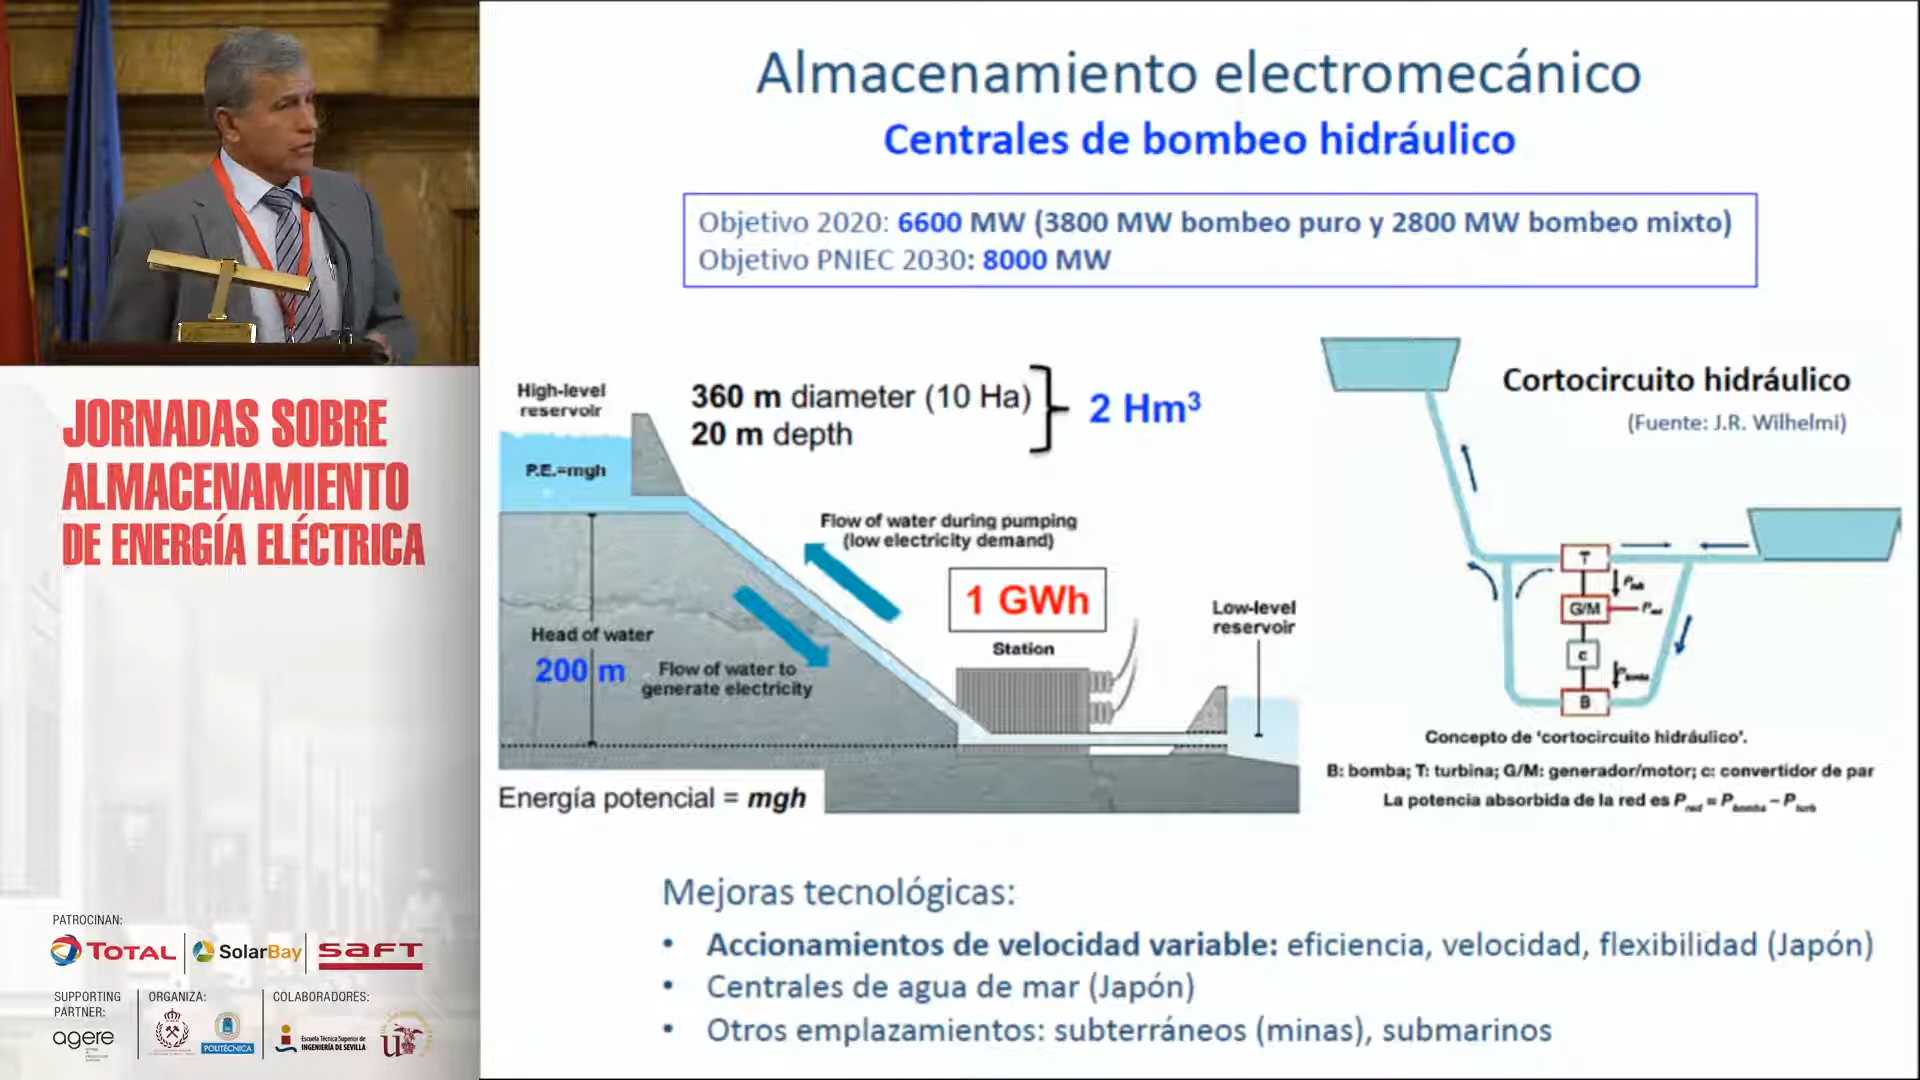 Almacenamiento electromecánico
Centrales de bombeo hidráulico
Objetivo 2020: 6600 MW (3800 MW bombeo puro y 2800 MW bombeo mixto)
Objetivo PNIEC 2030: 8000 MW
High-level
reservoir
P.E.=mgh
360 m diameter (10 Ha)
20 m depth
2 Hm³
Flow of water during pumping
(low electricity demand)
1 GWh
Station
Low-level
reservoir
Head of water
200 m
Flow of water to
generate electricity
Energía potencial = mgh
Cortocircuito hidráulico
(Fuente: J.R. Wilhelmi)
T
G/M
c
B
Concepto de 'cortocircuito hidráulico'.
B: bomba; T: turbina; G/M: generador/motor; c: convertidor de par
La potencia absorbida de la red es Pred = Pbomba – Pturb
Mejoras tecnológicas:
• Accionamientos de velocidad variable: eficiencia, velocidad, flexibilidad (Japón)
• Centrales de agua de mar (Japón)
• Otros emplazamientos: subterráneos (minas), submarinos
JORNADAS SOBRE
ALMACENAMIENTO
DE ENERGÍA ELÉCTRICA
PATROCINAN:
TOTAL
SolarBay
SAFT
SUPPORTING
PARTNER:
agere
ORGANIZA:
POLITÉCNICA
COLABORADORES:
Escuela Técnica Superior de
INGENIERÍA DE SEVILLA